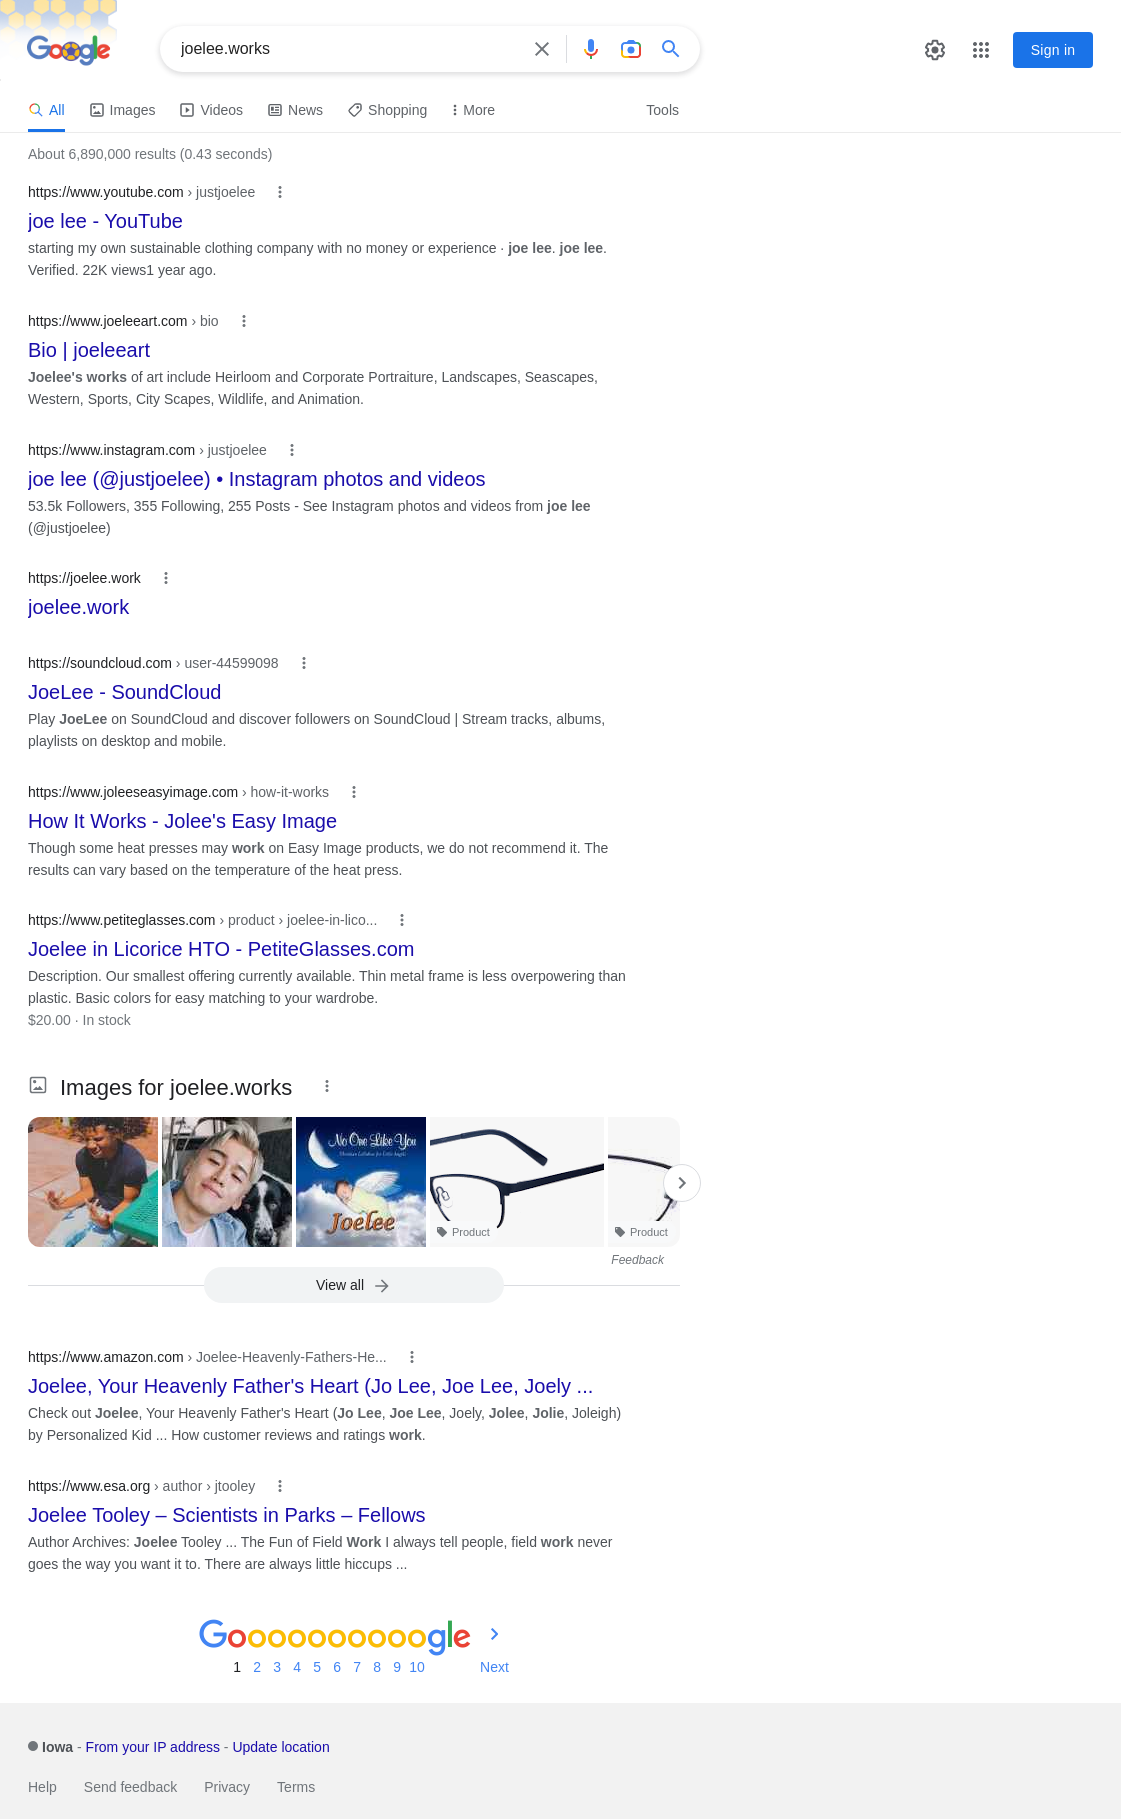 Google
joelee.works
Sign in
All
Images
Videos
News
Shopping
More
Tools
About 6,890,000 results (0.43 seconds)
https://www.youtube.com › justjoelee
joe lee - YouTube
starting my own sustainable clothing company with no money or experience · joe lee. joe lee.
Verified. 22K views1 year ago.
https://www.joeleeart.com › bio
Bio | joeleeart
Joelee's works of art include Heirloom and Corporate Portraiture, Landscapes, Seascapes,
Western, Sports, City Scapes, Wildlife, and Animation.
https://www.instagram.com › justjoelee
joe lee (@justjoelee) • Instagram photos and videos
53.5k Followers, 355 Following, 255 Posts - See Instagram photos and videos from joe lee
(@justjoelee)
https://joelee.work
joelee.work
https://soundcloud.com › user-44599098
JoeLee - SoundCloud
Play JoeLee on SoundCloud and discover followers on SoundCloud | Stream tracks, albums,
playlists on desktop and mobile.
https://www.joleeseasyimage.com › how-it-works
How It Works - Jolee's Easy Image
Though some heat presses may work on Easy Image products, we do not recommend it. The
results can vary based on the temperature of the heat press.
https://www.petiteglasses.com › product › joelee-in-lico...
Joelee in Licorice HTO - PetiteGlasses.com
Description. Our smallest offering currently available. Thin metal frame is less overpowering than
plastic. Basic colors for easy matching to your wardrobe.
$20.00 · In stock
Images for joelee.works
No One Like You
Christian Lullabies for Little Angels
Joelee
Product
Product
Feedback
View all
https://www.amazon.com › Joelee-Heavenly-Fathers-He...
Joelee, Your Heavenly Father's Heart (Jo Lee, Joe Lee, Joely ...
Check out Joelee, Your Heavenly Father's Heart (Jo Lee, Joe Lee, Joely, Jolee, Jolie, Joleigh)
by Personalized Kid ... How customer reviews and ratings work.
https://www.esa.org › author › jtooley
Joelee Tooley – Scientists in Parks – Fellows
Author Archives: Joelee Tooley ... The Fun of Field Work I always tell people, field work never
goes the way you want it to. There are always little hiccups ...
Goooooooooogle
1 2 3 4 5 6 7 8 9 10 Next
Iowa - From your IP address - Update location
Help Send feedback Privacy Terms